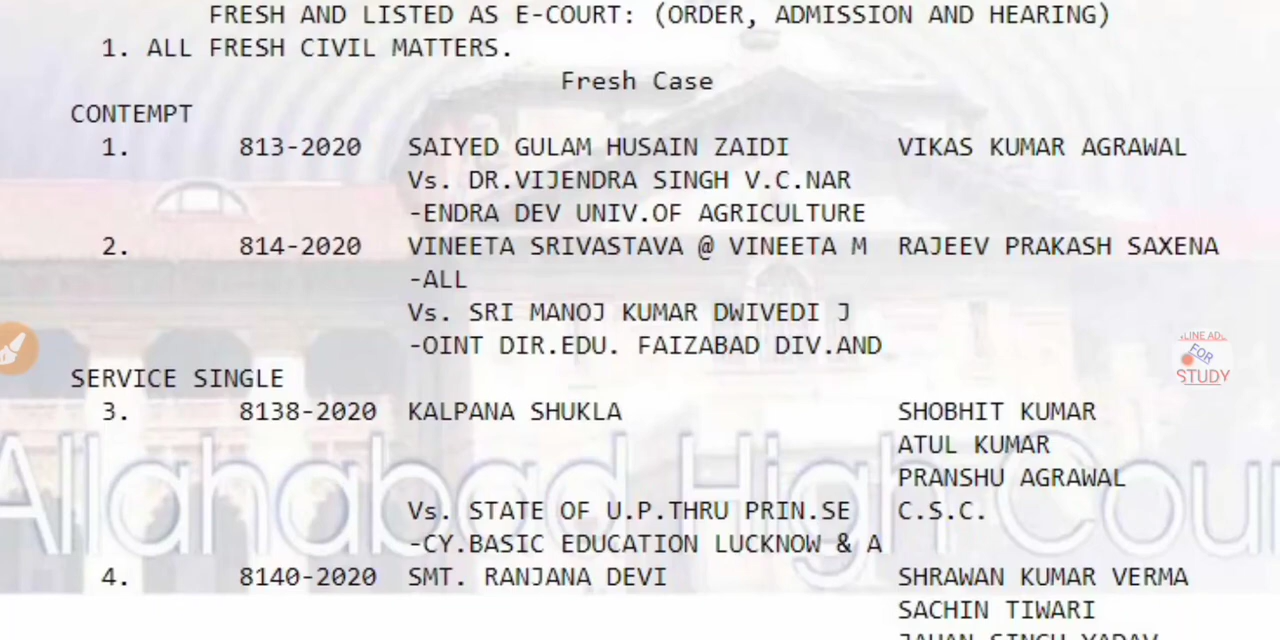 FRESH AND LISTED AS E-COURT: (ORDER, ADMISSION AND HEARING)
1. ALL FRESH CIVIL MATTERS.
Fresh Case
CONTEMPT
1. 813-2020 SAIYED GULAM HUSAIN ZAIDI VIKAS KUMAR AGRAWAL
Vs. DR.VIJENDRA SINGH V.C.NAR
-ENDRA DEV UNIV.OF AGRICULTURE
2. 814-2020 VINEETA SRIVASTAVA @ VINEETA M RAJEEV PRAKASH SAXENA
-ALL
Vs. SRI MANOJ KUMAR DWIVEDI J
-OINT DIR.EDU. FAIZABAD DIV.AND
LINE AD
FOR
STUDY
SERVICE SINGLE
3. 8138-2020 KALPANA SHUKLA SHOBHIT KUMAR
ATUL KUMAR
PRANSHU AGRAWAL
Allahabad High Cour
Vs. STATE OF U.P.THRU PRIN.SE C.S.C.
-CY.BASIC EDUCATION LUCKNOW & A
4. 8140-2020 SMT. RANJANA DEVI SHRAWAN KUMAR VERMA
SACHIN TIWARI